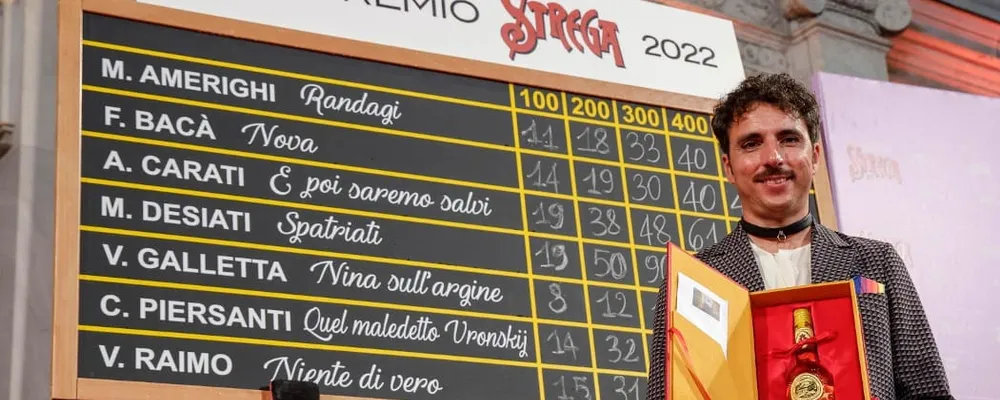 PREMIO STREGA 2022
100 200 300 400
M. AMERIGHI Randagi 11 18 33 40
F. BACÀ Nova 14 19 30 40
A. CARATI E poi saremo salvi 19 38 48 61
M. DESIATI Spatriati 19 50 90
V. GALLETTA Nina sull'argine 8 12
C. PIERSANTI Quel maledetto Vronskij 14 32
V. RAIMO Niente di vero 15 31
STREGA